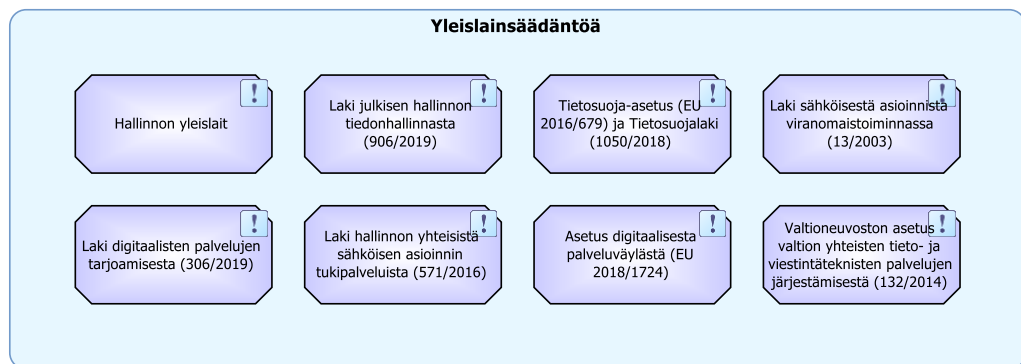 Yleislainsäädäntöä
Hallinnon yleislait
Laki julkisen hallinnon
tiedonhallinnasta
(906/2019)
Tietosuoja-asetus (EU
2016/679) ja Tietosuojalaki
(1050/2018)
Laki sähköisestä asioinnista
viranomaistoiminnassa
(13/2003)
Laki digitaalisten palvelujen
tarjoamisesta (306/2019)
Laki hallinnon yhteisistä
sähköisen asioinnin
tukipalveluista (571/2016)
Asetus digitaalisesta
palveluväylästä (EU
2018/1724)
Valtioneuvoston asetus
valtion yhteisten tieto- ja
viestintäteknisten palvelujen
järjestämisestä (132/2014)